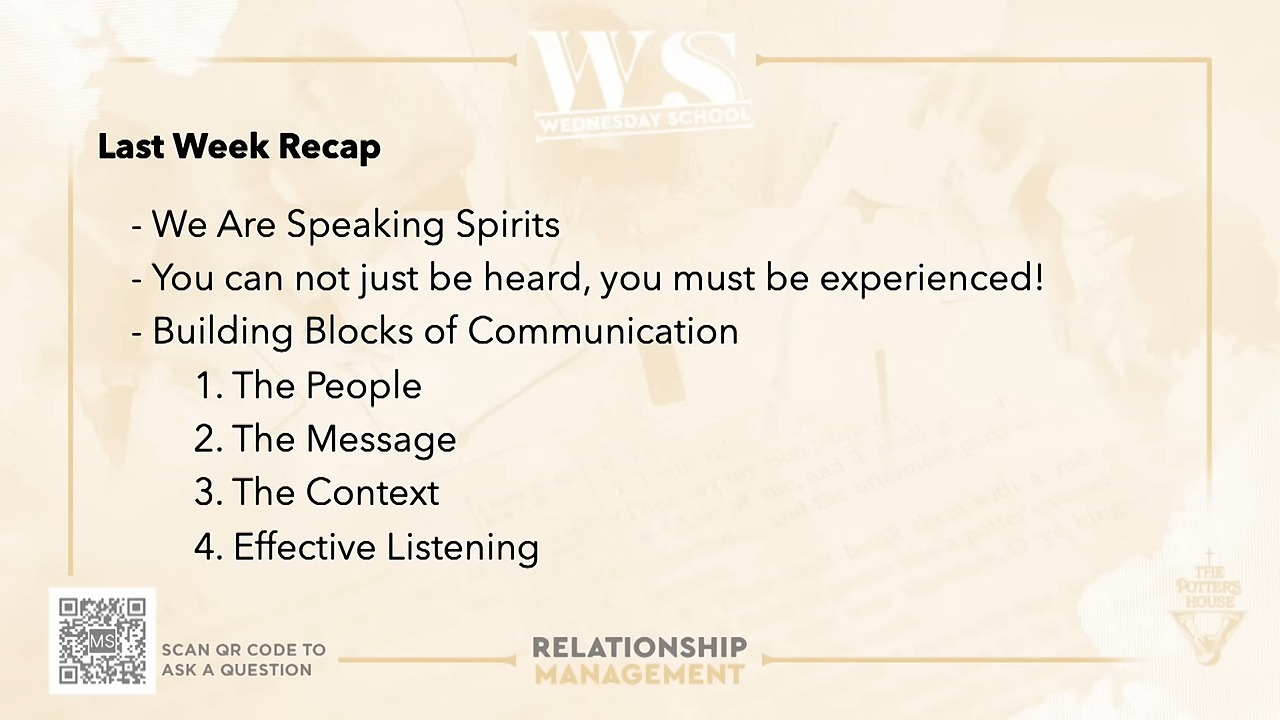 WS
WEDNESDAY SCHOOL
Last Week Recap
- We Are Speaking Spirits
- You can not just be heard, you must be experienced!
- Building Blocks of Communication
1. The People
2. The Message
3. The Context
4. Effective Listening
THE
POTTERS
HOUSE
MS
SCAN QR CODE TO
ASK A QUESTION
RELATIONSHIP
MANAGEMENT